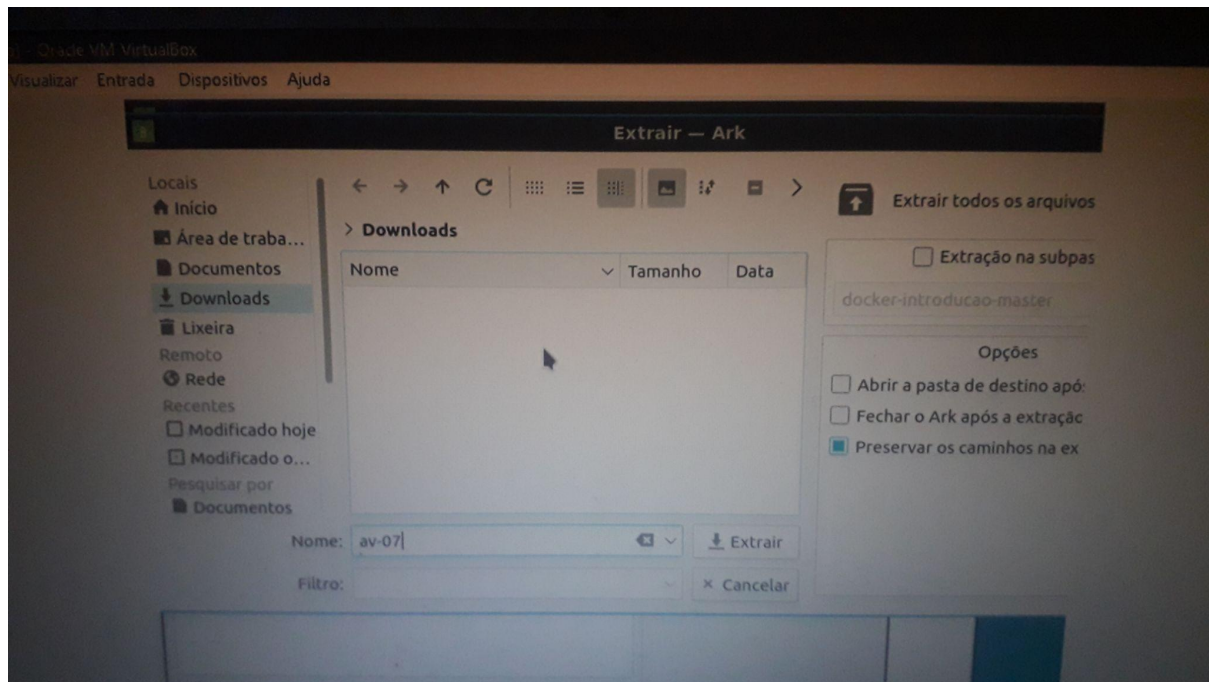 - Oracle VM VirtualBox
Visualizar Entrada Dispositivos Ajuda
Extrair — Ark
Locais
Início
Área de traba...
Documentos
Downloads
Lixeira
Remoto
Rede
Recentes
Modificado hoje
Modificado o...
Pesquisar por
Documentos
> Downloads
Nome Tamanho Data
Nome: av-07
Extrair
Filtro:
Cancelar
Extrair todos os arquivos
Extração na subpas
docker-introducao-master
Opções
Abrir a pasta de destino apó
Fechar o Ark após a extração
Preservar os caminhos na ex